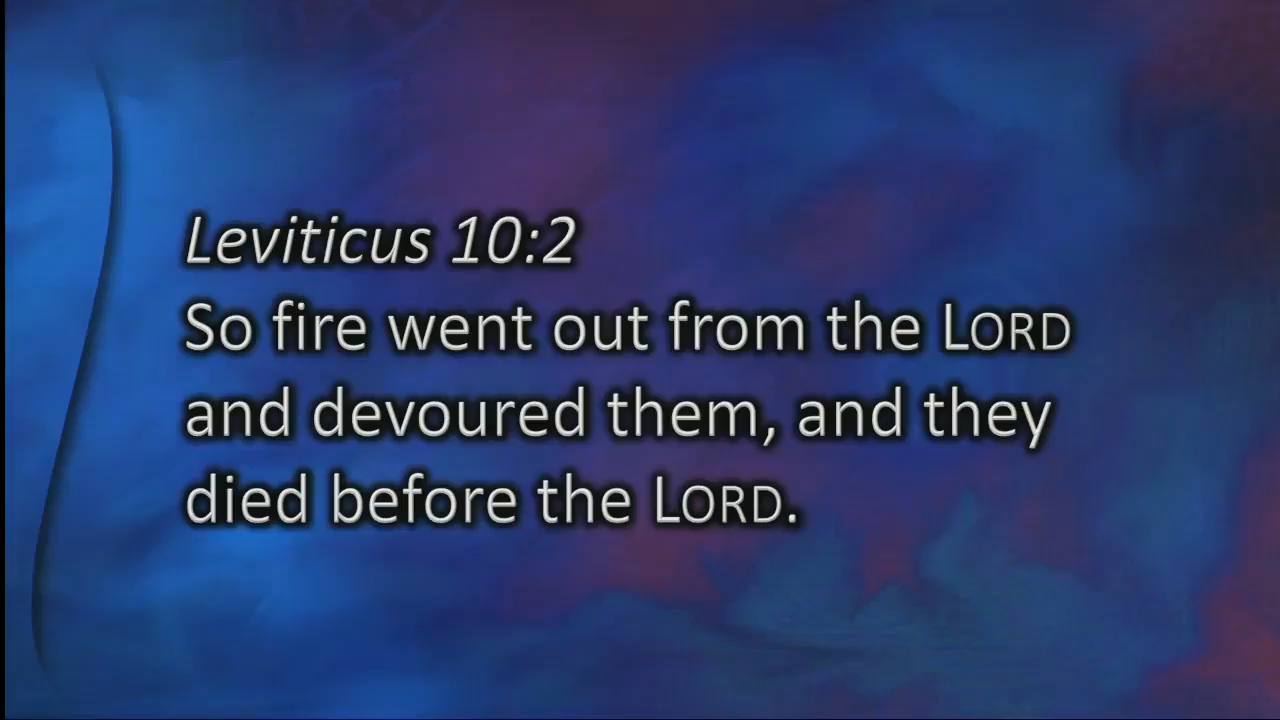 Leviticus 10:2
So fire went out from the LORD
and devoured them, and they
died before the LORD.